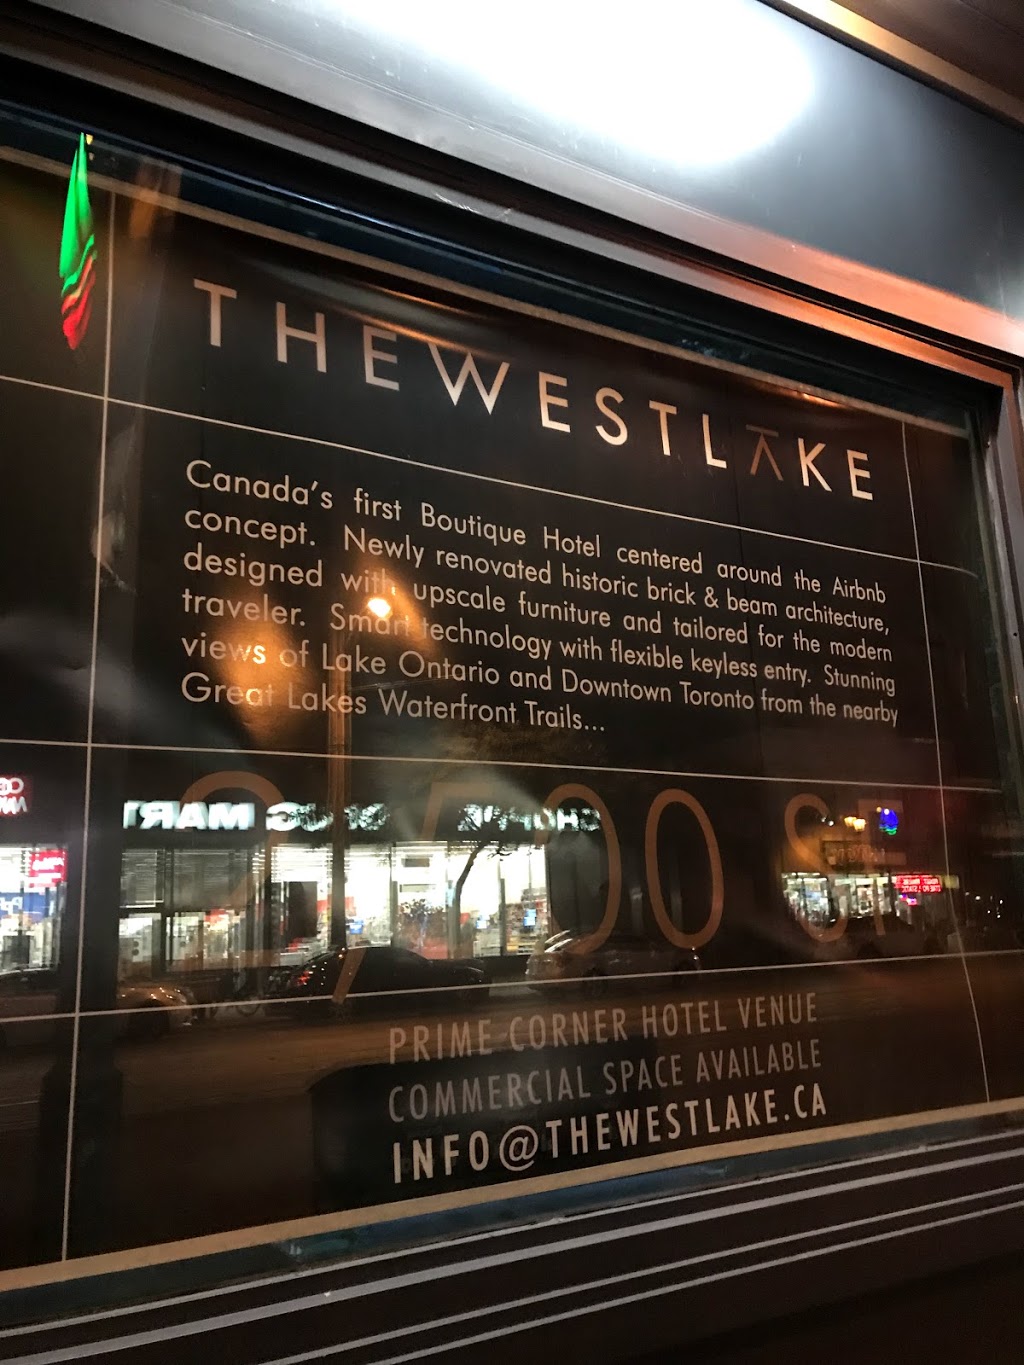 THEWESTLAKE
Canada's first Boutique Hotel centered around the Airbnb
concept. Newly renovated historic brick & beam architecture,
designed with upscale furniture and tailored for the modern
traveler. Smart technology with flexible keyless entry. Stunning
views of Lake Ontario and Downtown Toronto from the nearby
Great Lakes Waterfront Trails...
SF
PRIME CORNER HOTEL VENUE
COMMERCIAL SPACE AVAILABLE
INFO@THEWESTLAKE.CA